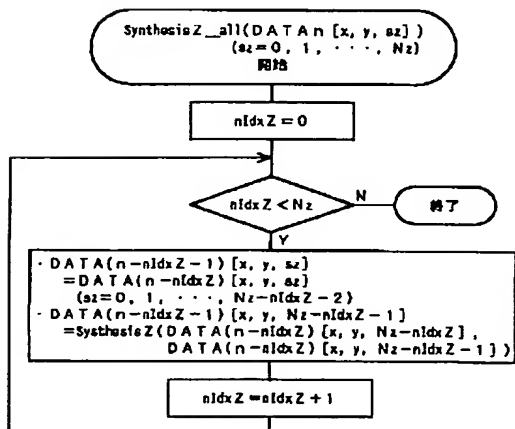 SynthesisZ_all(DATAn[x, y, sz])
(sz=0, 1, ・・・, Nz)
開始
nIdxZ=0
nIdxZ<Nz
N
終了
Y
・DATA(n-nIdxZ-1)[x, y, sz]
=DATA(n-nIdxZ)[x, y, sz]
(sz=0, 1, ・・・, Nz-nIdxZ-2)
・DATA(n-nIdxZ-1)[x, y, Nz-nIdxZ-1]
=SysthesisZ(DATA(n-nIdxZ)[x, y, Nz-nIdxZ],
DATA(n-nIdxZ)[x, y, Nz-nIdxZ-1])
nIdxZ=nIdxZ+1